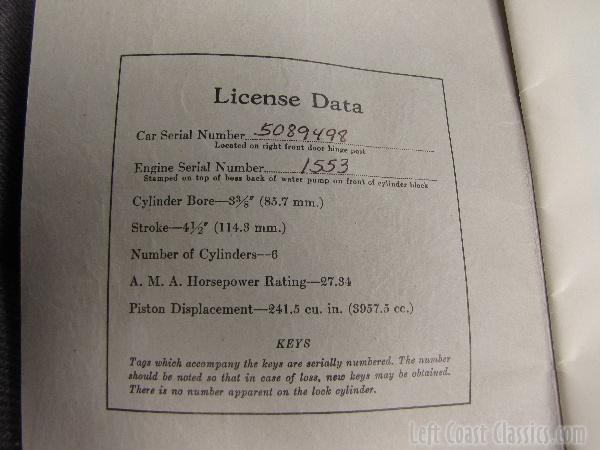 License Data
Car Serial Number 5089498
Located on right front door hinge post
Engine Serial Number 1553
Stamped on top of boss back of water pump on front of cylinder block
Cylinder Bore—3⅜" (85.7 mm.)
Stroke—4½" (114.3 mm.)
Number of Cylinders--6
A. M. A. Horsepower Rating—27.34
Piston Displacement—241.5 cu. in. (3957.5 cc.)
KEYS
Tags which accompany the keys are serially numbered. The number
should be noted so that in case of loss, new keys may be obtained.
There is no number apparent on the lock cylinder.
Left Coast Classics.com